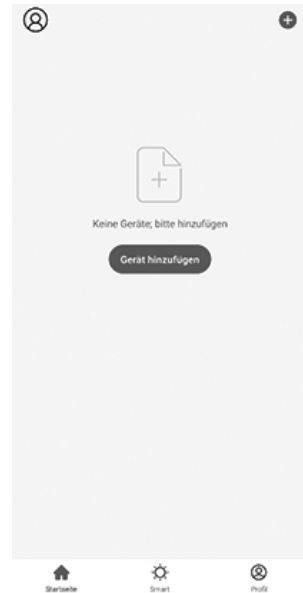 Keine Geräte; bitte hinzufügen
Gerät hinzufügen
Startseite
Smart
Profil